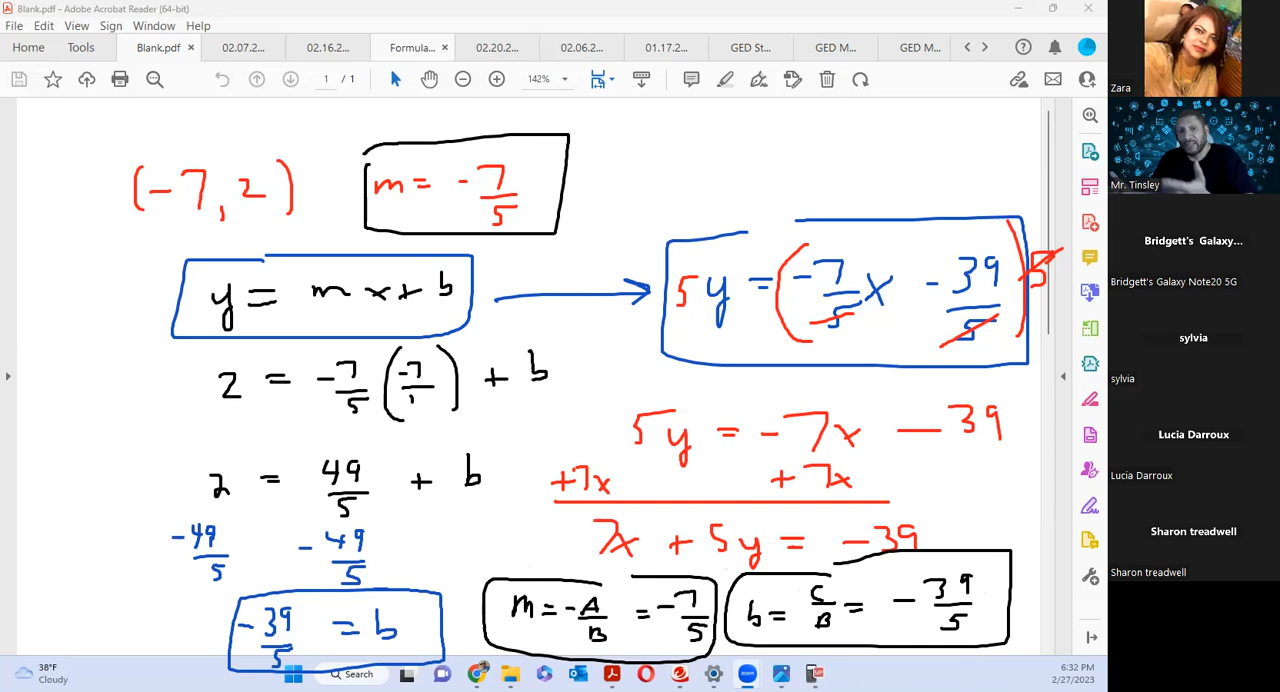 Blank.pdf - Adobe Acrobat Reader (64-bit)
File Edit View Sign Window Help
Home Tools Blank.pdf × 02.07.2... 02.16.2... Formula... × 02.20.2... 02.06.2... 01.17.2... GED St... GED M... GED M...
1 / 1 142%
(-7, 2) m = -7/5
y = mx + b
5y = (-7/5 x - 39/5) 5
2 = -7/5 (-7/1) + b
5y = -7x - 39
+7x +7x
2 = 49/5 + b
7x + 5y = -39
-49/5 -49/5
m = -A/B = -7/5 b = C/B = -39/5
-39/5 = b
Zara
Mr. Tinsley
Bridgett's Galaxy...
Bridgett's Galaxy Note20 5G
sylvia
sylvia
Lucia Darroux
Lucia Darroux
Sharon treadwell
Sharon treadwell
38°F
Cloudy
Search
zoom
6:32 PM
2/27/2023